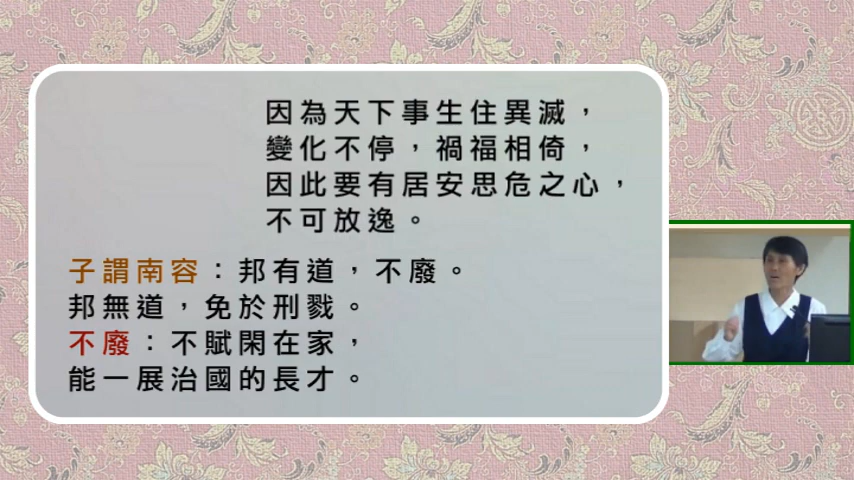 因為天下事生住異滅，
變化不停，禍福相倚，
因此要有居安思危之心，
不可放逸。
子謂南容：邦有道，不廢。
邦無道，免於刑戮。
不廢：不賦閑在家，
能一展治國的長才。